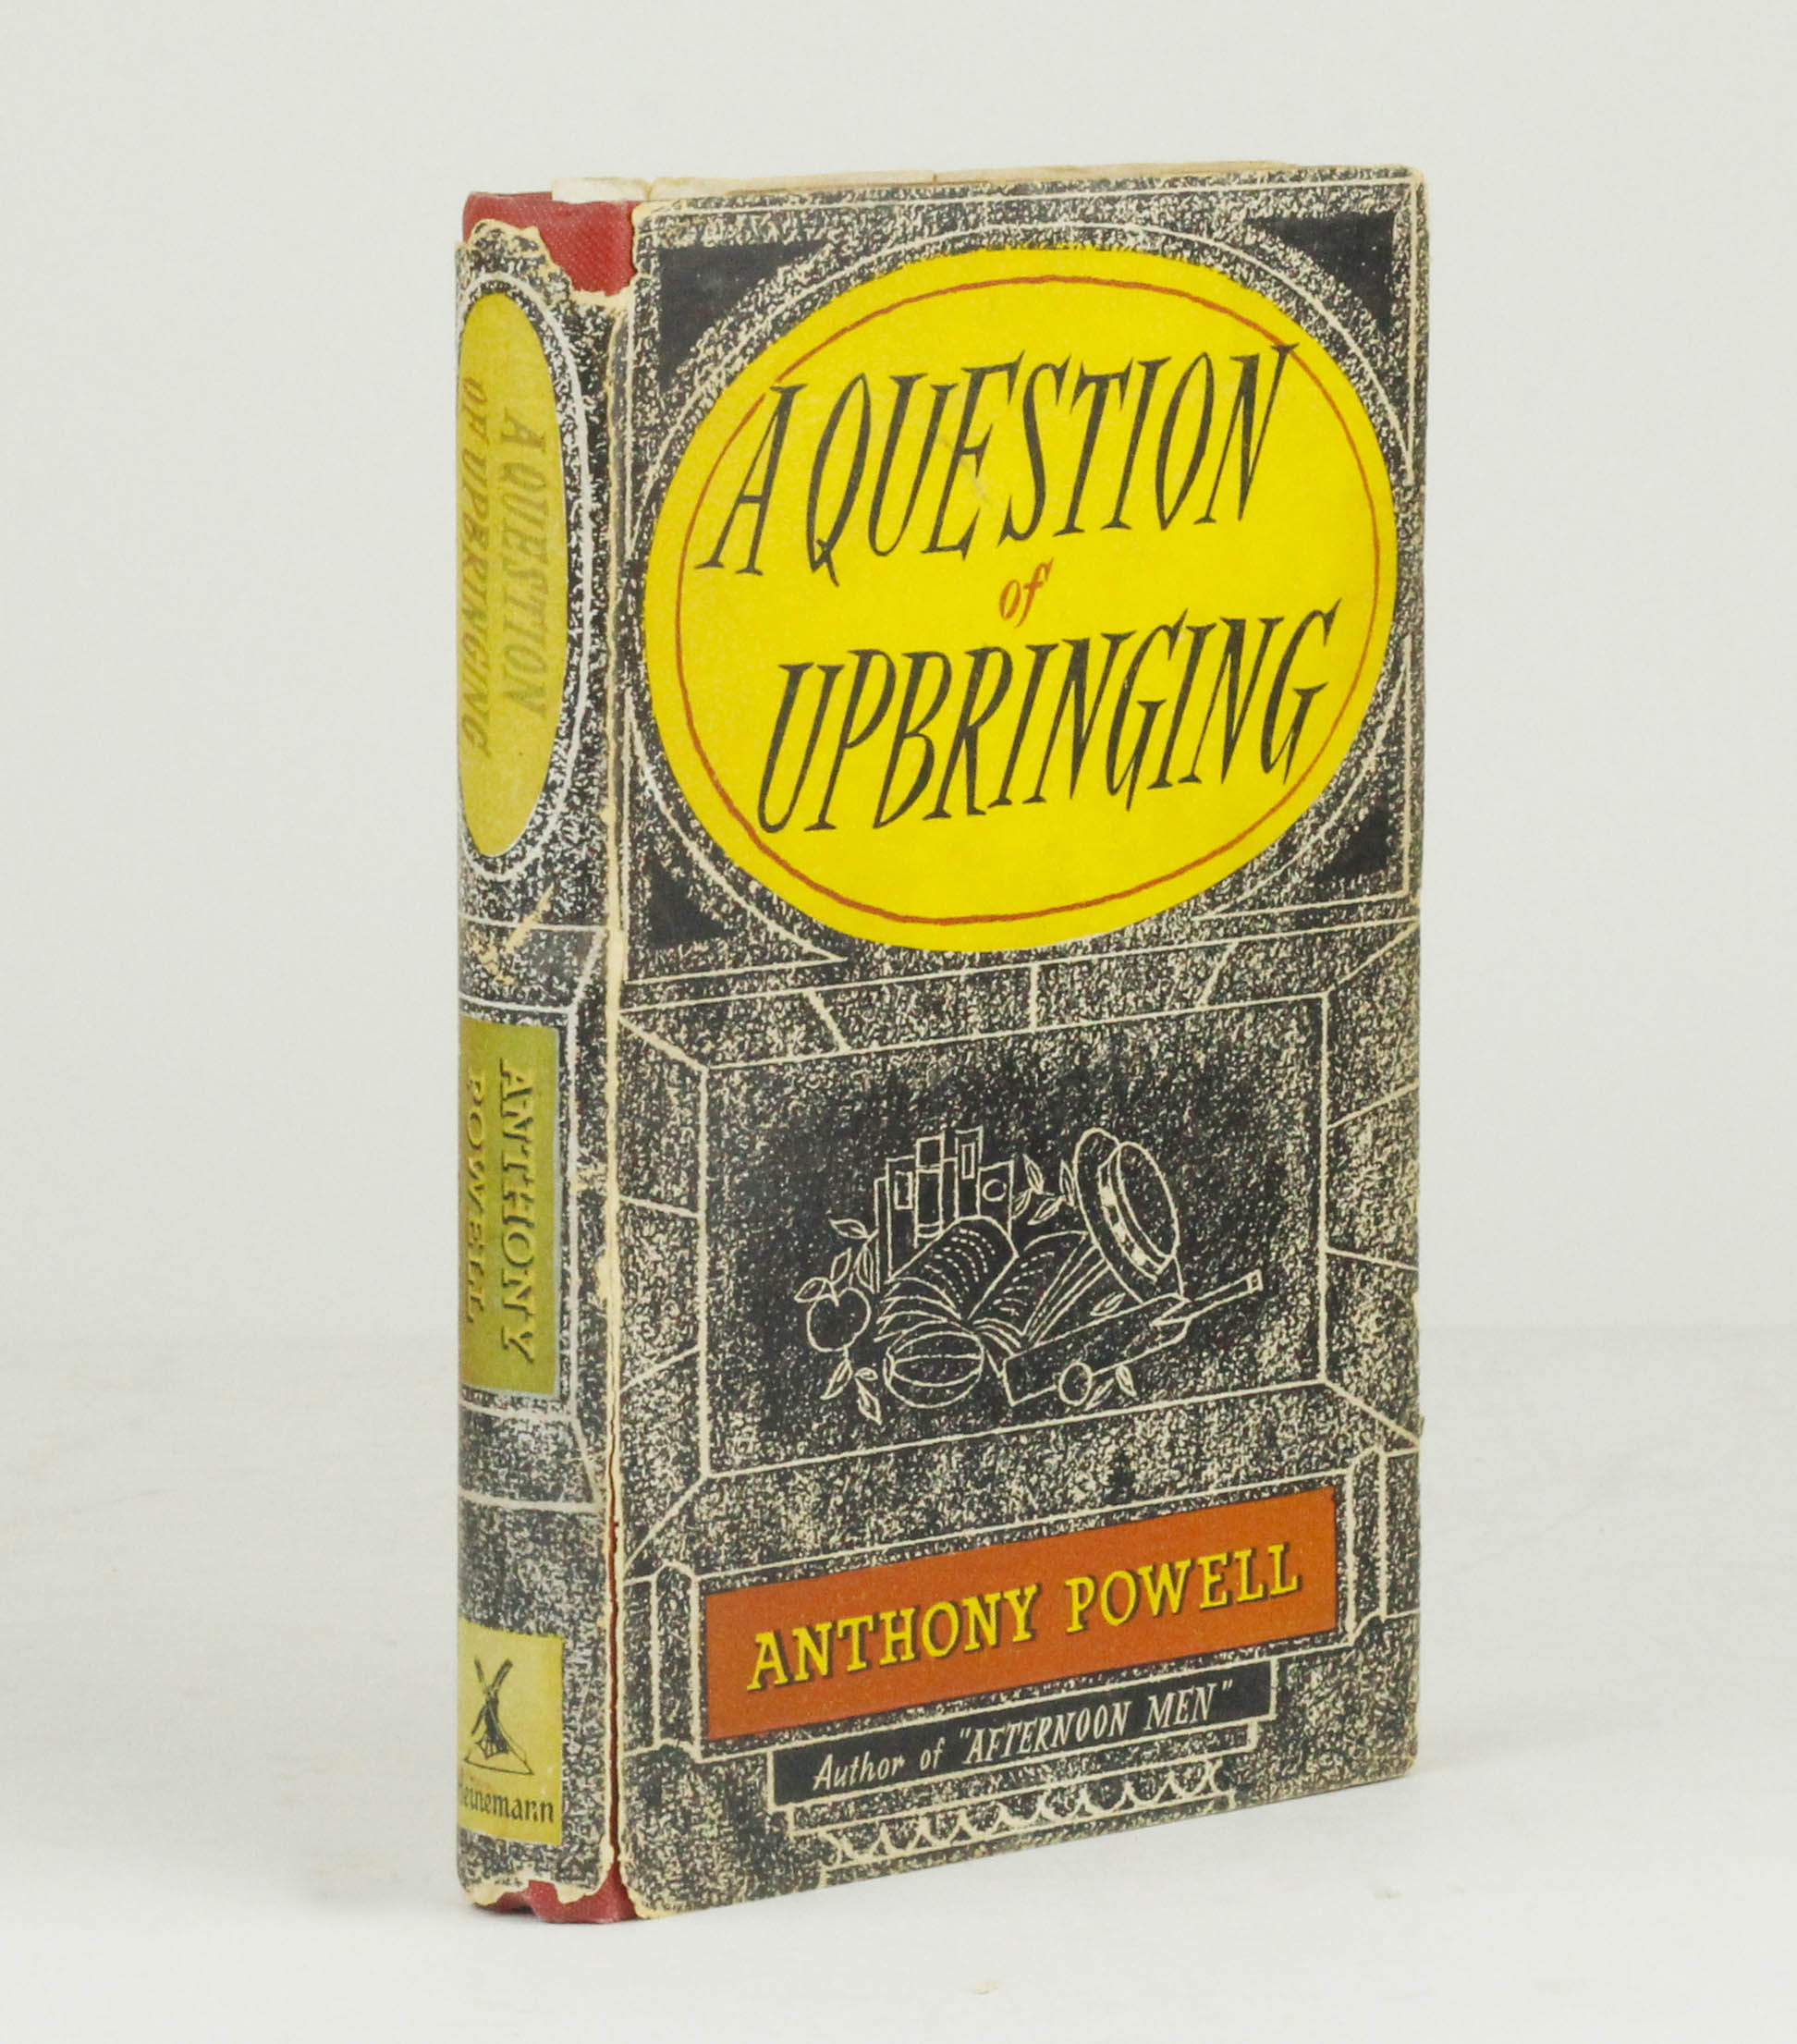 A QUESTION
OF UPBRINGING
ANTHONY
POWELL
Heinemann
A QUESTION
of
UPBRINGING
ANTHONY POWELL
Author of "AFTERNOON MEN"